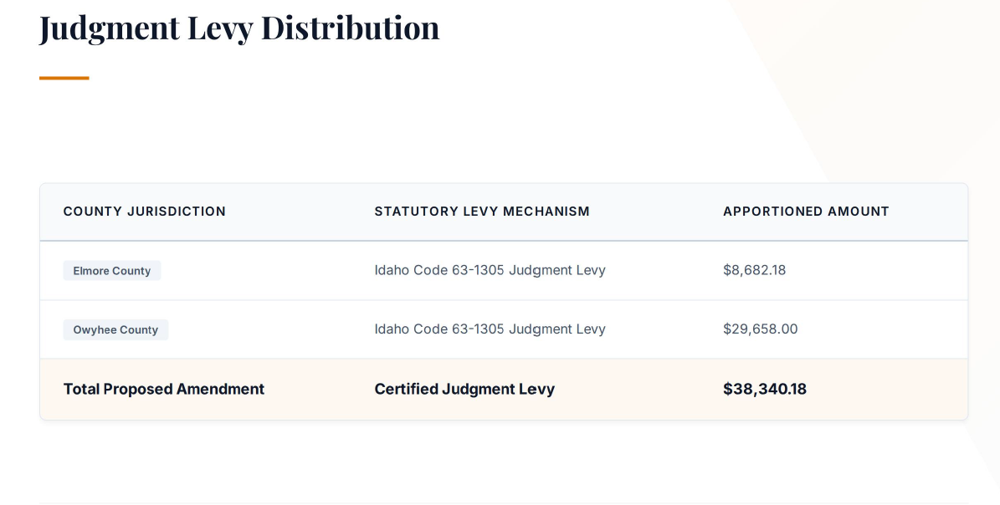 Judgment Levy Distribution
COUNTY JURISDICTION STATUTORY LEVY MECHANISM APPORTIONED AMOUNT
Elmore County Idaho Code 63-1305 Judgment Levy $8,682.18
Owyhee County Idaho Code 63-1305 Judgment Levy $29,658.00
Total Proposed Amendment Certified Judgment Levy $38,340.18